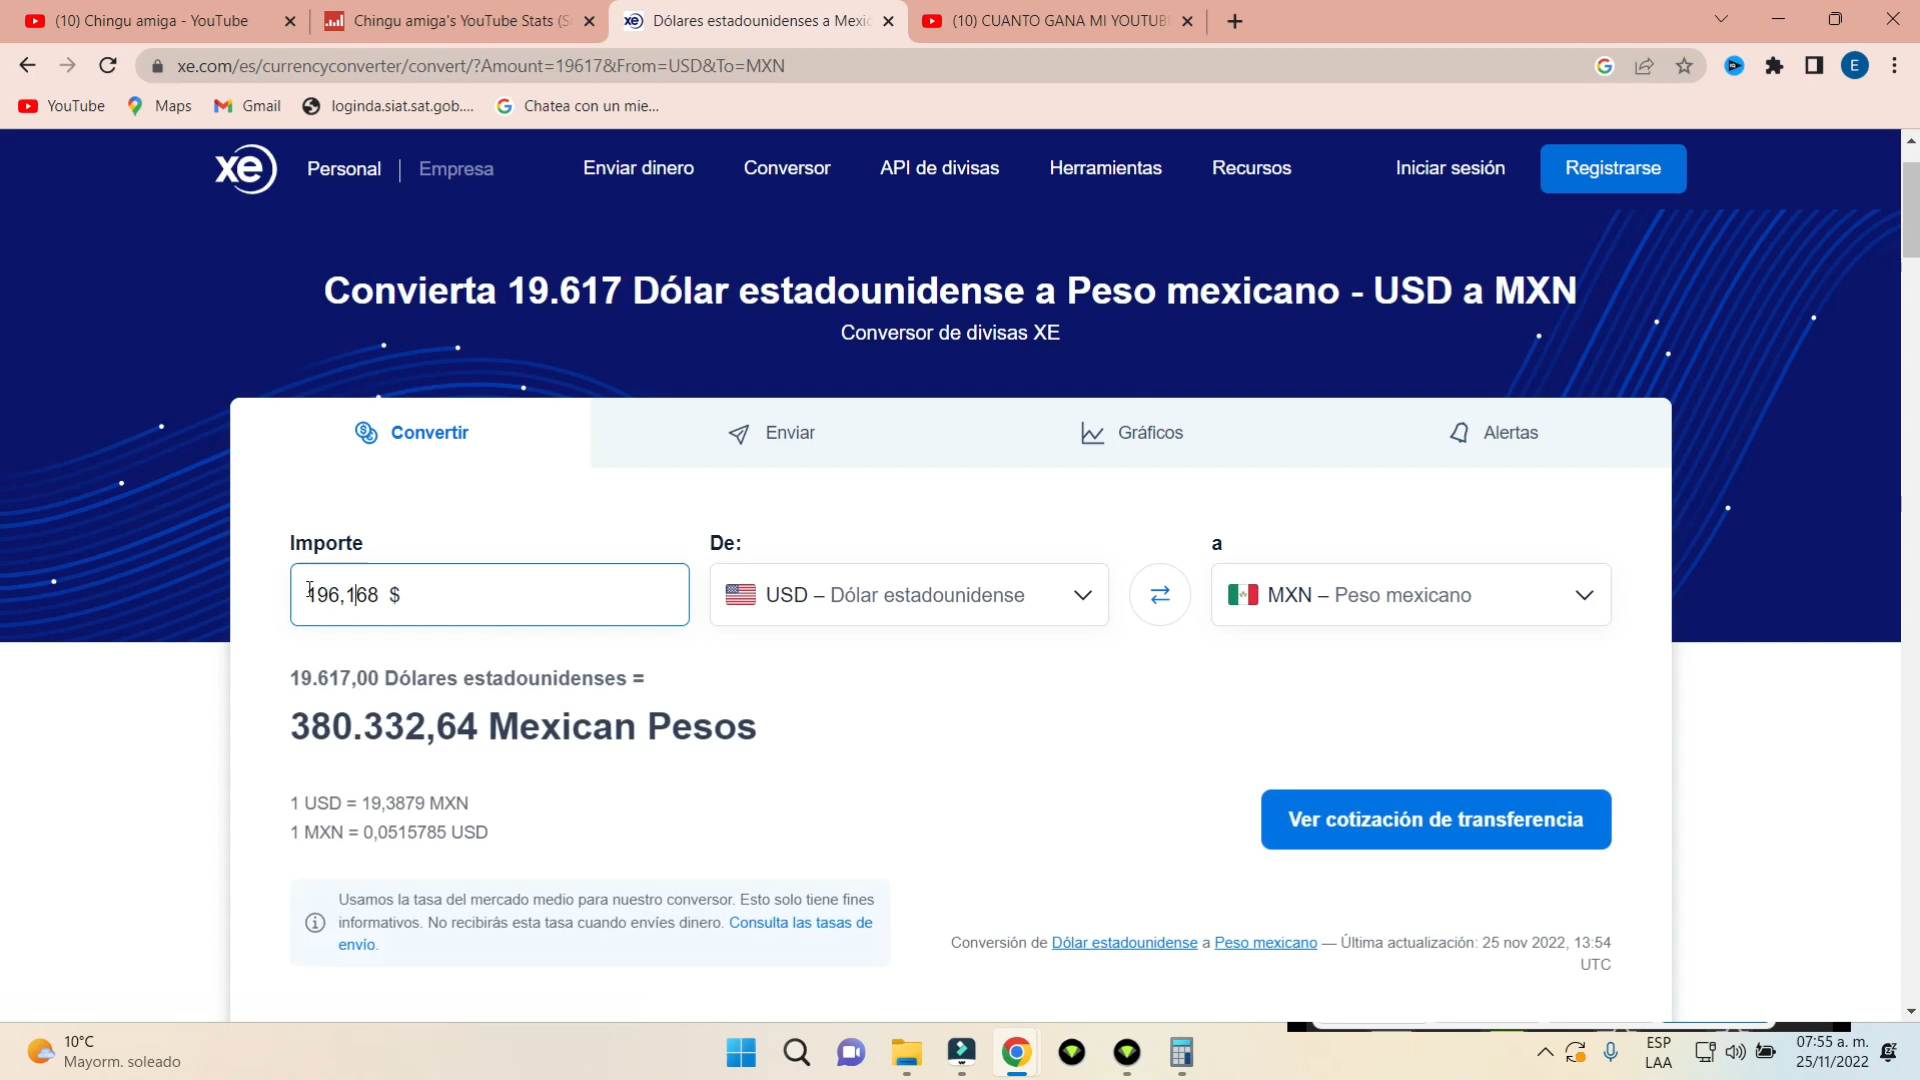 (10) Chingu amiga - YouTube
Chingu amiga's YouTube Stats (S
xe Dólares estadounidenses a Mexic
(10) CUANTO GANA MI YOUTUB
xe.com/es/currencyconverter/convert/?Amount=19617&From=USD&To=MXN
E
YouTube
Maps
Gmail
loginda.siat.sat.gob....
Chatea con un mie...
xe
Personal | Empresa
Enviar dinero
Conversor
API de divisas
Herramientas
Recursos
Iniciar sesión
Registrarse
Convierta 19.617 Dólar estadounidense a Peso mexicano - USD a MXN
Conversor de divisas XE
Convertir
Enviar
Gráficos
Alertas
Importe
De:
a
196,168 $
USD – Dólar estadounidense
MXN – Peso mexicano
19.617,00 Dólares estadounidenses =
380.332,64 Mexican Pesos
1 USD = 19,3879 MXN
1 MXN = 0,0515785 USD
Ver cotización de transferencia
Usamos la tasa del mercado medio para nuestro conversor. Esto solo tiene fines
informativos. No recibirás esta tasa cuando envíes dinero. Consulta las tasas de
envío.
Conversión de Dólar estadounidense a Peso mexicano — Última actualización: 25 nov 2022, 13:54
UTC
10°C
Mayorm. soleado
ESP
LAA
07:55 a. m.
25/11/2022